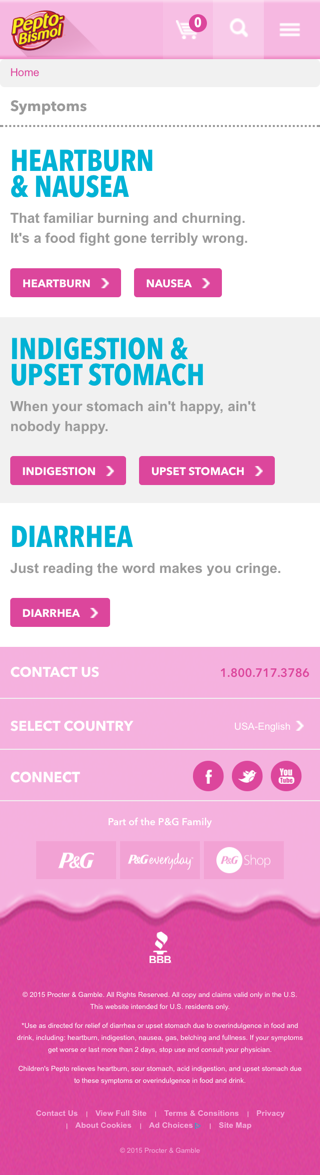 Pepto-
Bismol
0
Home
Symptoms
HEARTBURN
& NAUSEA
That familiar burning and churning.
It's a food fight gone terribly wrong.
HEARTBURN NAUSEA
INDIGESTION &
UPSET STOMACH
When your stomach ain't happy, ain't
nobody happy.
INDIGESTION UPSET STOMACH
DIARRHEA
Just reading the word makes you cringe.
DIARRHEA
CONTACT US 1.800.717.3786
SELECT COUNTRY USA-English
CONNECT f You Tube
Part of the P&G Family
P&G P&G everyday P&G Shop
BBB
© 2015 Procter & Gamble. All Rights Reserved. All copy and claims valid only in the U.S.
This website intended for U.S. residents only.
*Use as directed for relief of diarrhea or upset stomach due to overindulgence in food and
drink, including: heartburn, indigestion, nausea, gas, belching and fullness. If your symptoms
get worse or last more than 2 days, stop use and consult your physician.
Children's Pepto relieves heartburn, sour stomach, acid indigestion, and upset stomach due
to these symptoms or overindulgence in food and drink.
Contact Us | View Full Site | Terms & Conditions | Privacy
| About Cookies | Ad Choices | Site Map
© 2015 Procter & Gamble